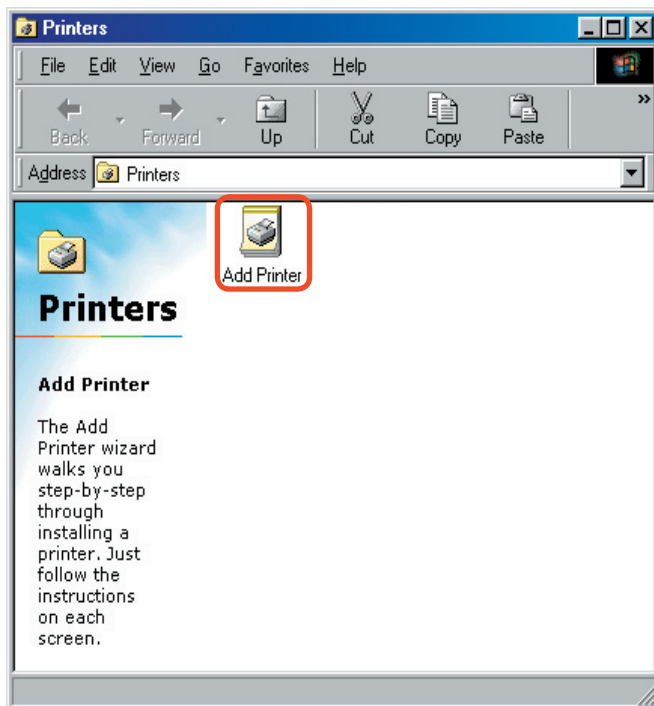 Printers
File Edit View Go Favorites Help
Back Forward Up Cut Copy Paste »
Address Printers
Add Printer
Printers
Add Printer
The Add
Printer wizard
walks you
step-by-step
through
installing a
printer. Just
follow the
instructions
on each
screen.